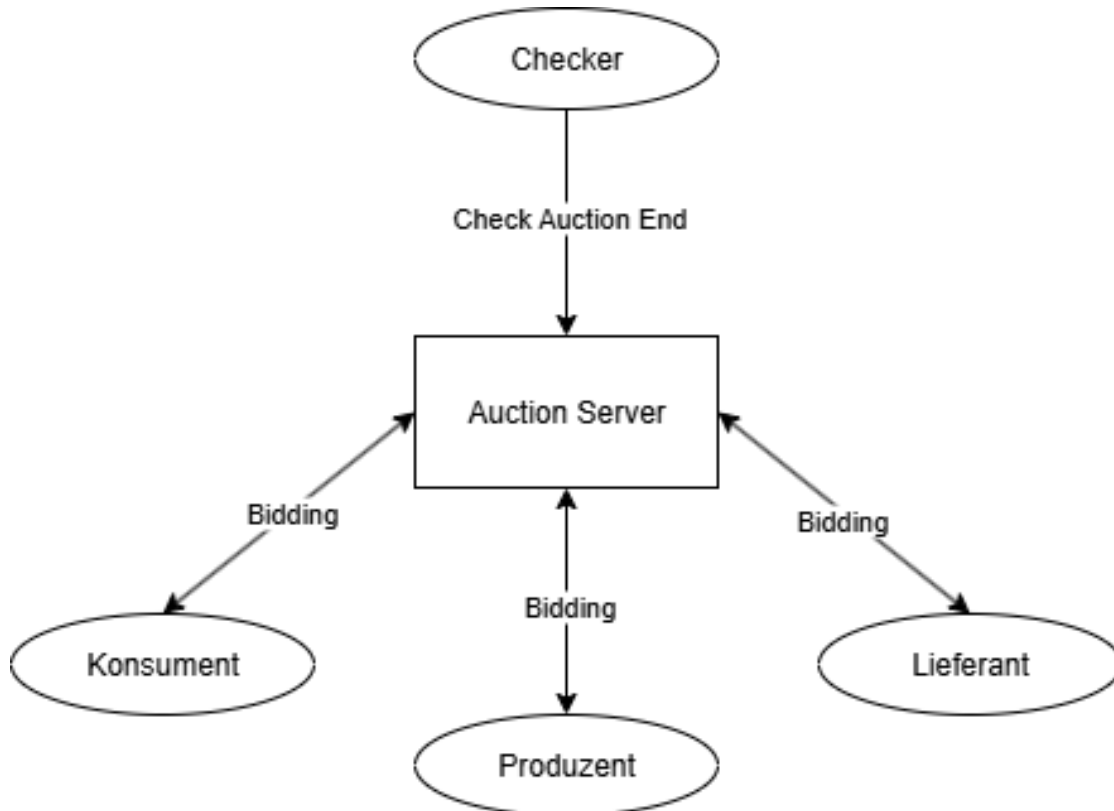 Checker
Check Auction End
Auction Server
Bidding
Bidding
Bidding
Konsument
Lieferant
Produzent